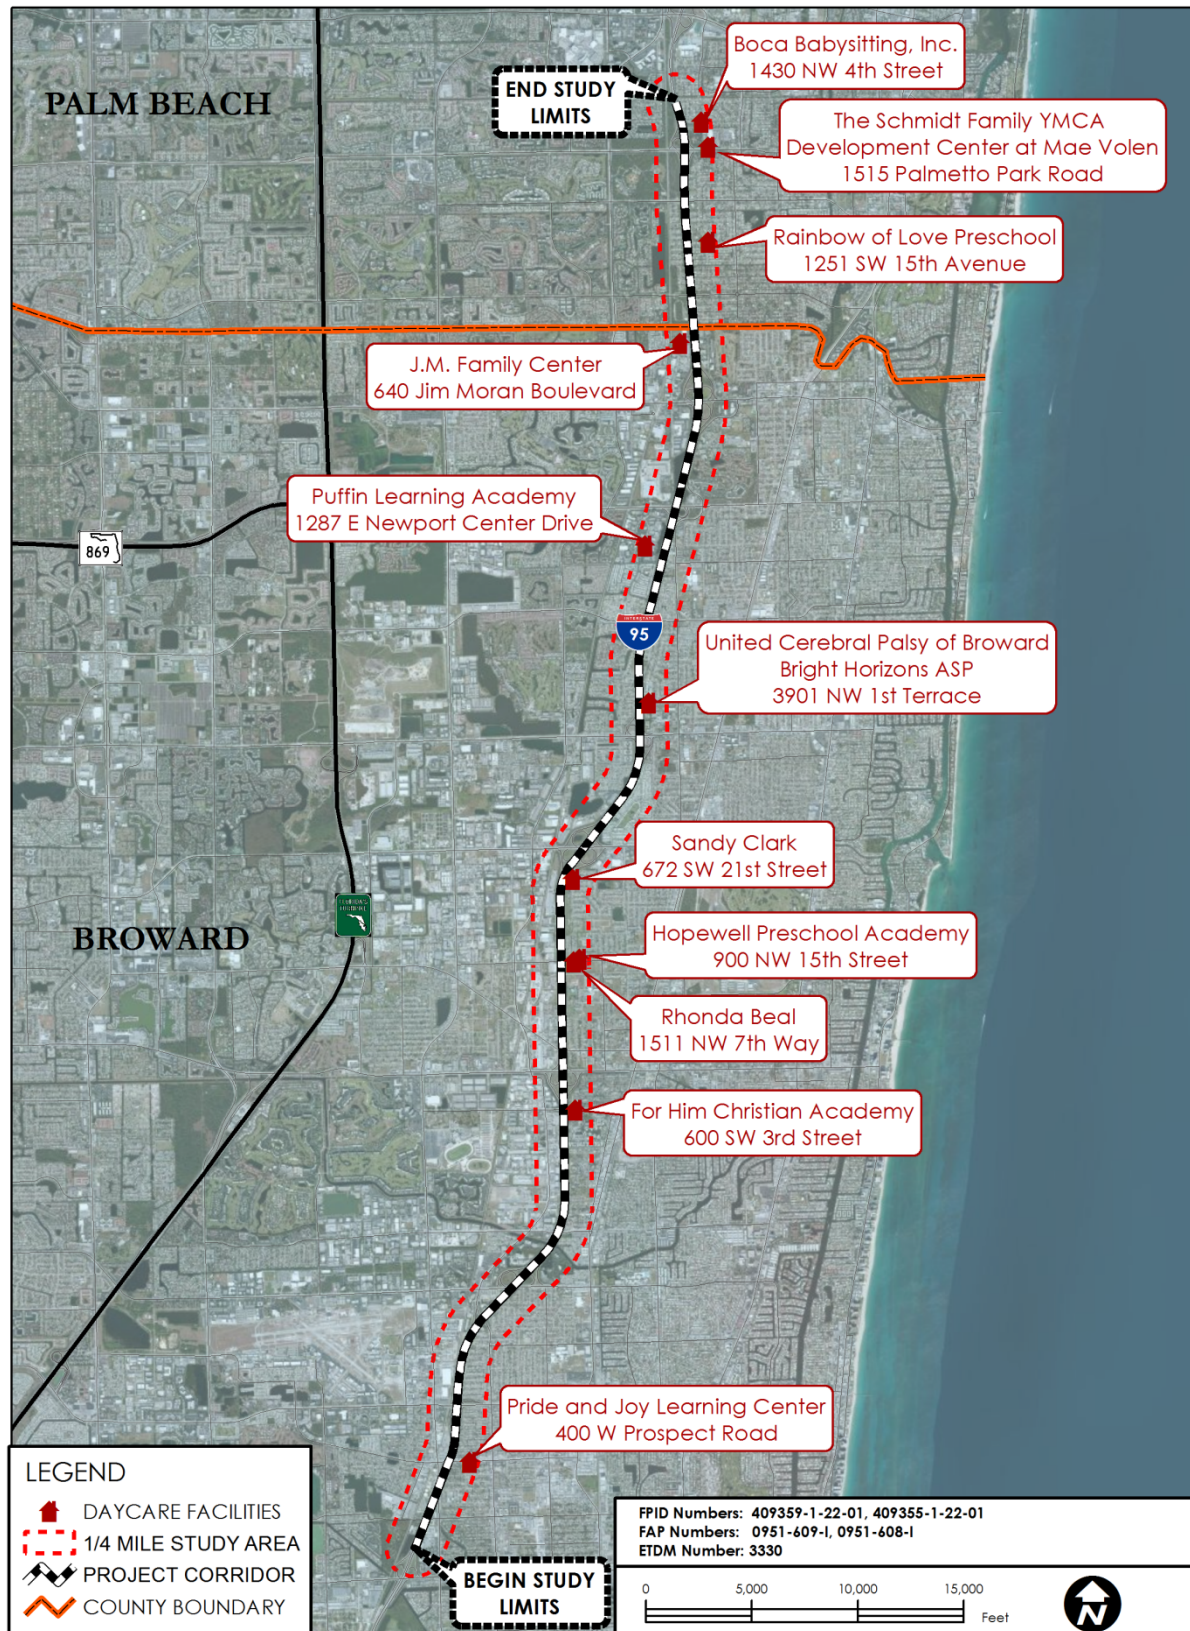 PALM BEACH
END STUDY
LIMITS
Boca Babysitting, Inc.
1430 NW 4th Street
The Schmidt Family YMCA
Development Center at Mae Volen
1515 Palmetto Park Road
Rainbow of Love Preschool
1251 SW 15th Avenue
J.M. Family Center
640 Jim Moran Boulevard
Puffin Learning Academy
1287 E Newport Center Drive
869
INTERSTATE
95
United Cerebral Palsy of Broward
Bright Horizons ASP
3901 NW 1st Terrace
Sandy Clark
672 SW 21st Street
BROWARD
Hopewell Preschool Academy
900 NW 15th Street
Rhonda Beal
1511 NW 7th Way
For Him Christian Academy
600 SW 3rd Street
Pride and Joy Learning Center
400 W Prospect Road
BEGIN STUDY
LIMITS
LEGEND
DAYCARE FACILITIES
1/4 MILE STUDY AREA
PROJECT CORRIDOR
COUNTY BOUNDARY
FPID Numbers: 409359-1-22-01, 409355-1-22-01
FAP Numbers: 0951-609-I, 0951-608-I
ETDM Number: 3330
0 5,000 10,000 15,000
Feet
N